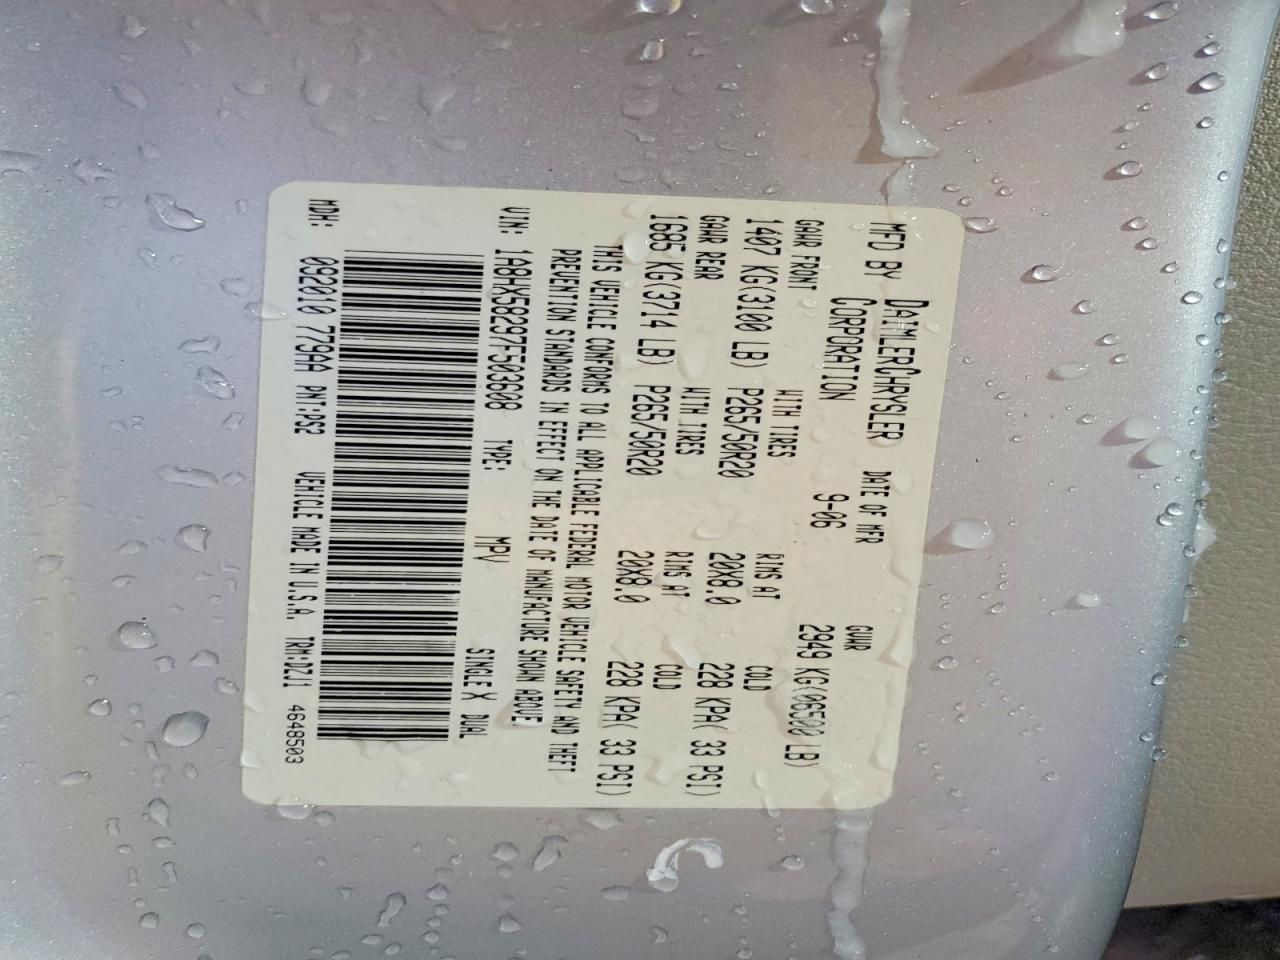 MFD BY DAIMLERCHRYSLER CORPORATION DATE OF MFR 9-06 GVWR 2949 KG(06500 LB)
GAWR FRONT WITH TIRES RIMS AT COLD
1407 KG(3100 LB) P265/50R20 20X8.0 228 KPA( 33 PSI)
GAWR REAR WITH TIRES RIMS AT COLD
1685 KG(3714 LB) P265/50R20 20X8.0 228 KPA( 33 PSI)
THIS VEHICLE CONFORMS TO ALL APPLICABLE FEDERAL MOTOR VEHICLE SAFETY AND THEFT
PREVENTION STANDARDS IN EFFECT ON THE DATE OF MANUFACTURE SHOWN ABOVE.
VIN: 1A8HX58297F503608 TYPE: MPV SINGLE X DUAL
MDH: 092010 779AA PNT:PS2 VEHICLE MADE IN U.S.A. TRM:J2J1 4648503